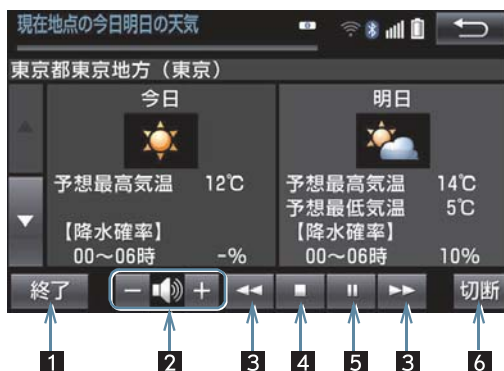 現在地点の今日明日の天気
東京都東京地方（東京）
今日 明日
予想最高気温 12℃ 予想最高気温 14℃
予想最低気温 5℃
【降水確率】 【降水確率】
00～06時 -% 00～06時 10%
終了 － ＋ 切断
1 2 3 4 5 3 6